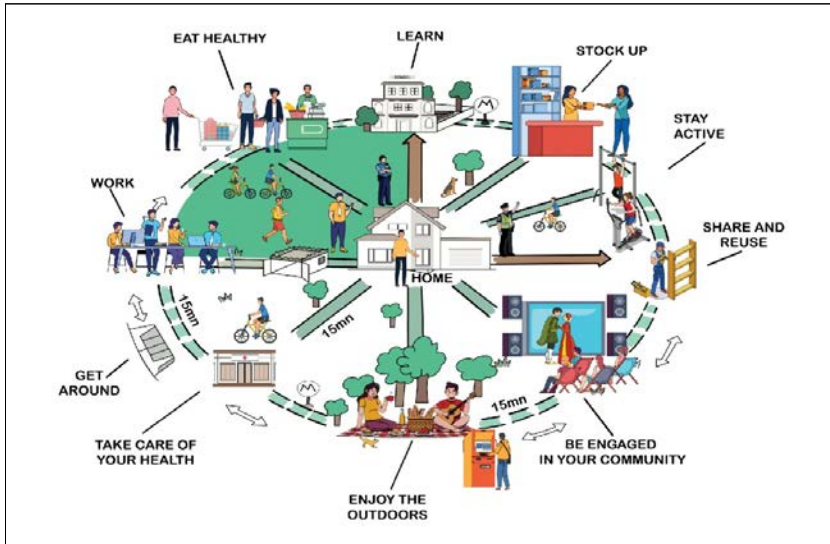 EAT HEALTHY
LEARN
STOCK UP
STAY
ACTIVE
WORK
SHARE AND
REUSE
HOME
15mn
15mn
GET
AROUND
M
M
15mn
TAKE CARE OF
YOUR HEALTH
BE ENGAGED
IN YOUR COMMUNITY
ENJOY THE
OUTDOORS